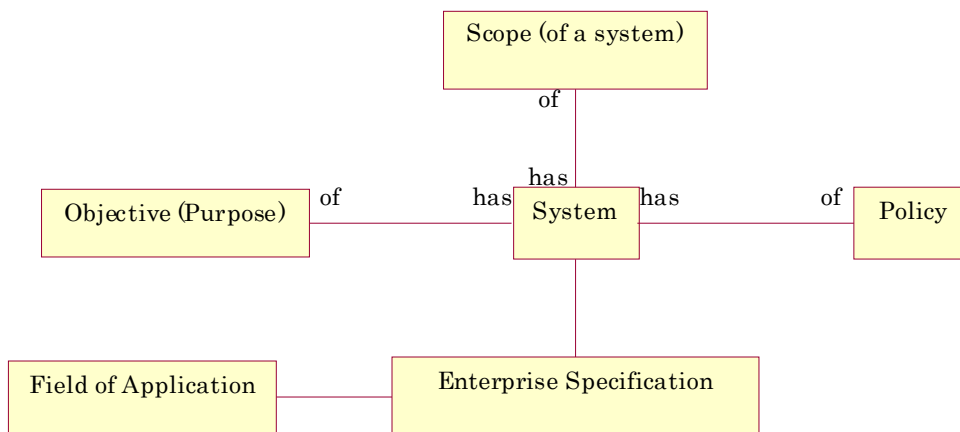 Scope (of a system)
of
has
Objective (Purpose)
of
has
System
has
of
Policy
Field of Application
Enterprise Specification